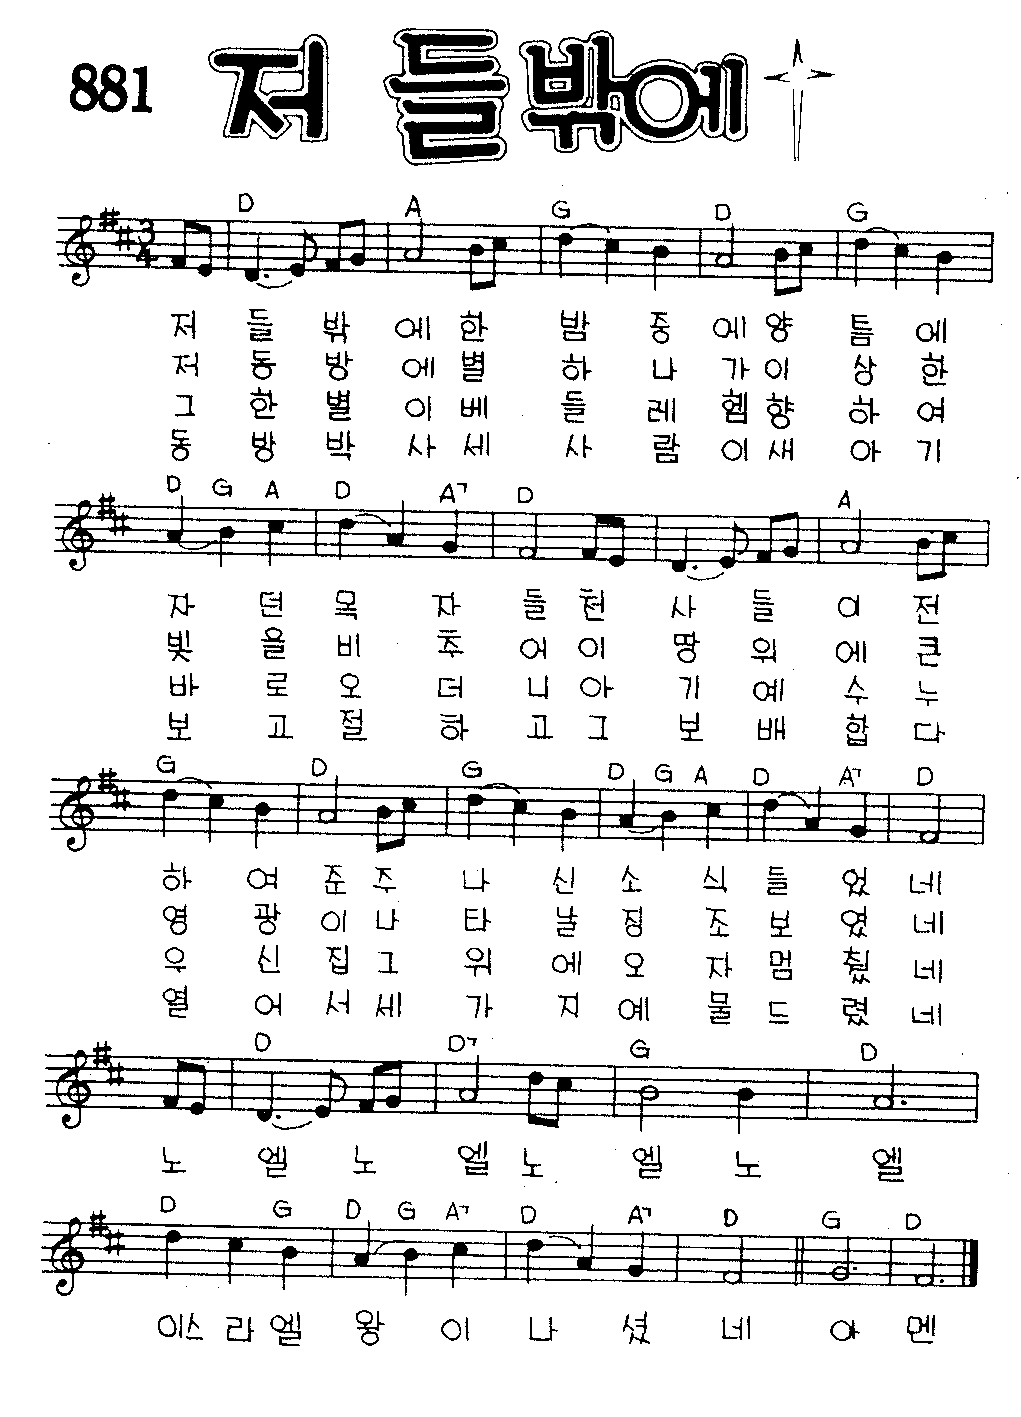 881 저 들 밖에
3 4
D A G D G
저 들 밖 에 한 밤 중 에 양 틈 에
저 동 방 에 별 하 나 가 이 상 한
그 한 별 이 베 들 레 헴 향 하 여
동 방 박 사 세 사 람 이 새 아 기
D G A D A7 D A
자 던 목 자 들 천 사 들 이 전
빛 을 비 추 어 이 땅 위 에 큰
바 로 오 더 니 아 기 예 수 누
보 고 절 하 고 그 보 배 합 다
G D G D G A D A7 D
하 여 준 주 나 신 소 식 들 었 네
영 광 이 나 타 날 징 조 보 였 네
우 신 집 그 위 에 오 자 멈 췄 네
열 어 서 세 가 지 예 물 드 렸 네
D D7 G D
노 엘 노 엘 노 엘 노 엘
D G D G A7 D A7 D G D
이스 라 엘 왕 이 나 셨 네 아 멘